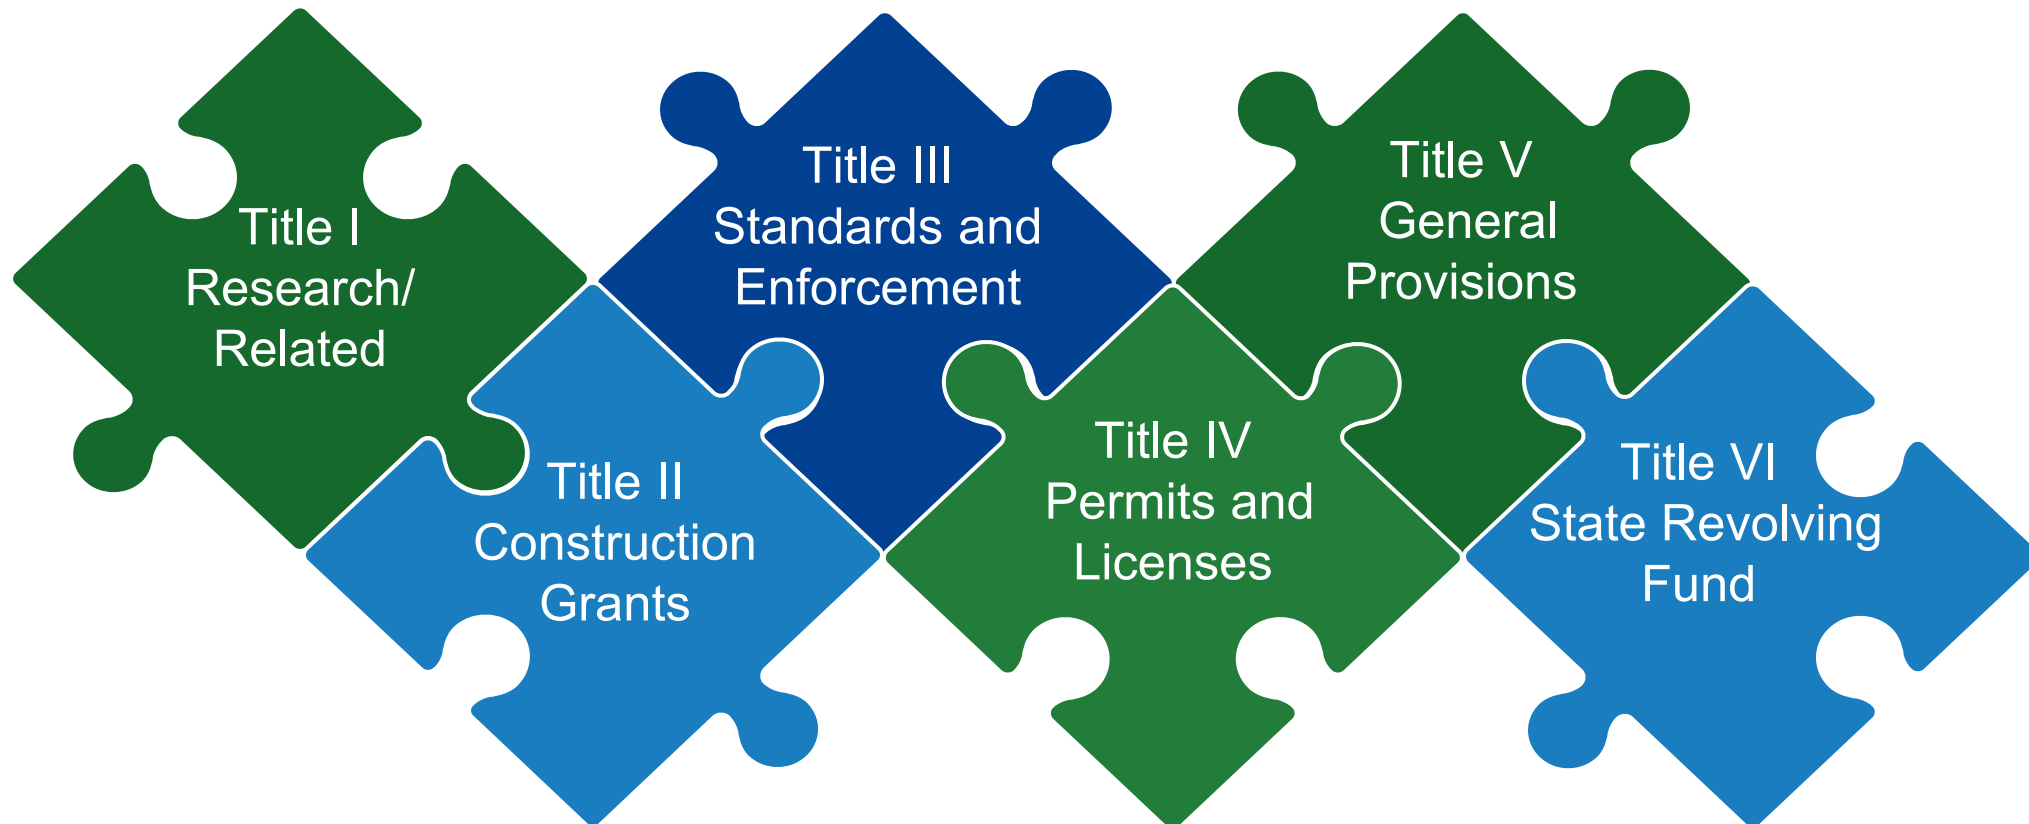 Title I
Research/
Related
Title II
Construction
Grants
Title III
Standards and
Enforcement
Title IV
Permits and
Licenses
Title V
General
Provisions
Title VI
State Revolving
Fund